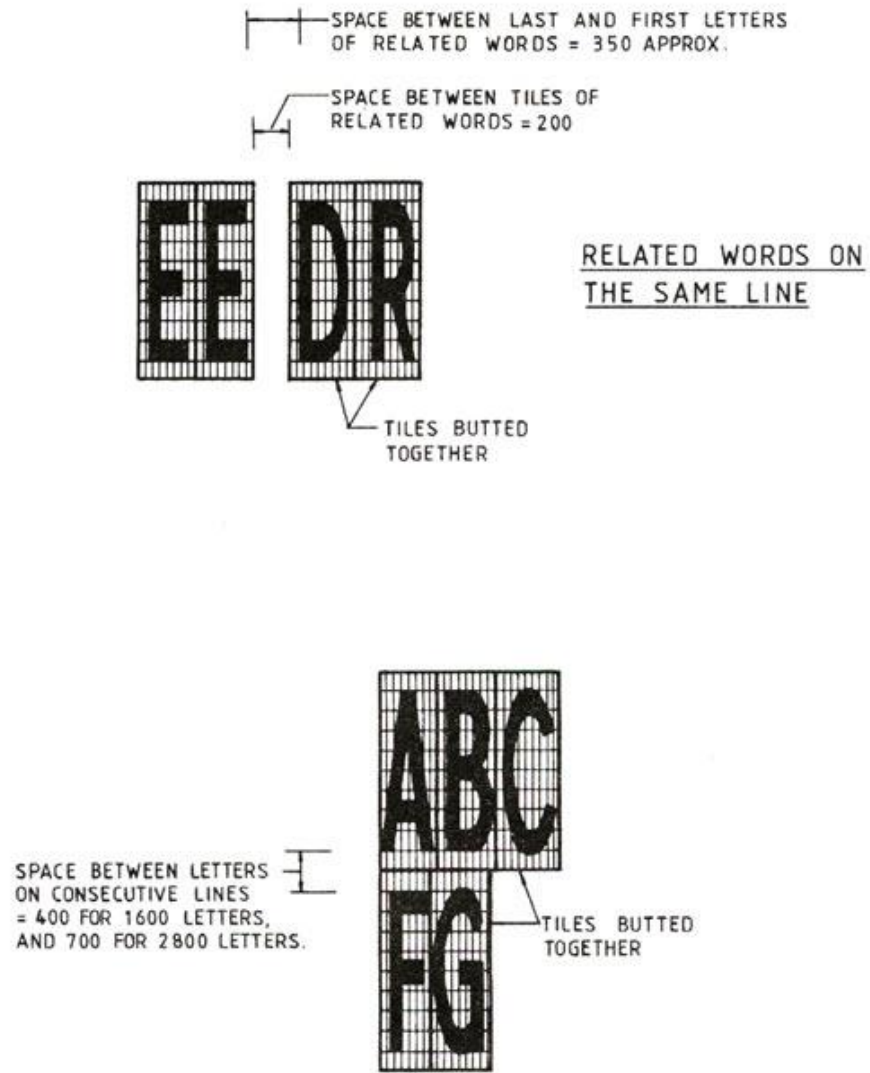 SPACE BETWEEN LAST AND FIRST LETTERS
OF RELATED WORDS = 350 APPROX.
SPACE BETWEEN TILES OF
RELATED WORDS = 200
EE DR
RELATED WORDS ON
THE SAME LINE
TILES BUTTED
TOGETHER
ABC
SPACE BETWEEN LETTERS
ON CONSECUTIVE LINES
= 400 FOR 1600 LETTERS,
AND 700 FOR 2800 LETTERS.
TILES BUTTED
TOGETHER
FG